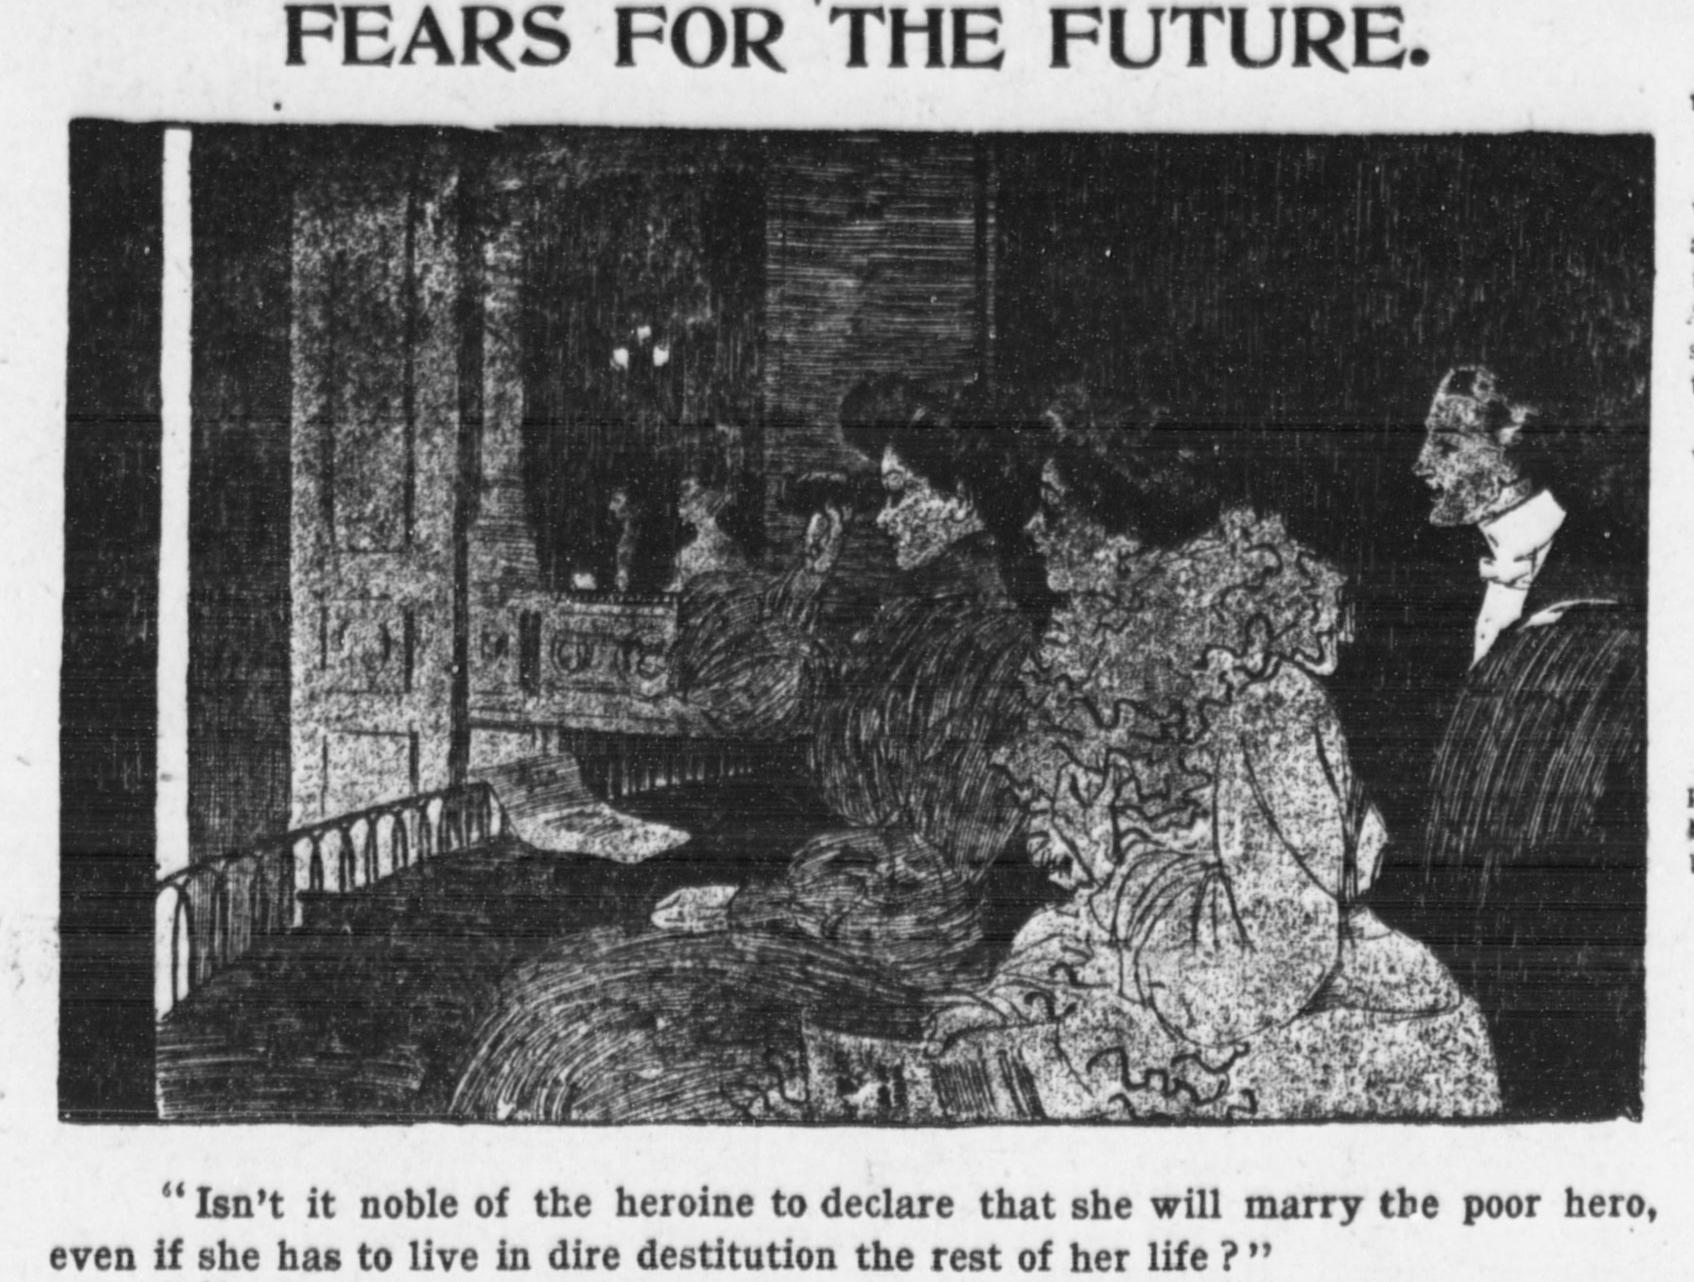 FEARS FOR THE FUTURE.
"Isn't it noble of the heroine to declare that she will marry the poor hero,
even if she has to live in dire destitution the rest of her life?"